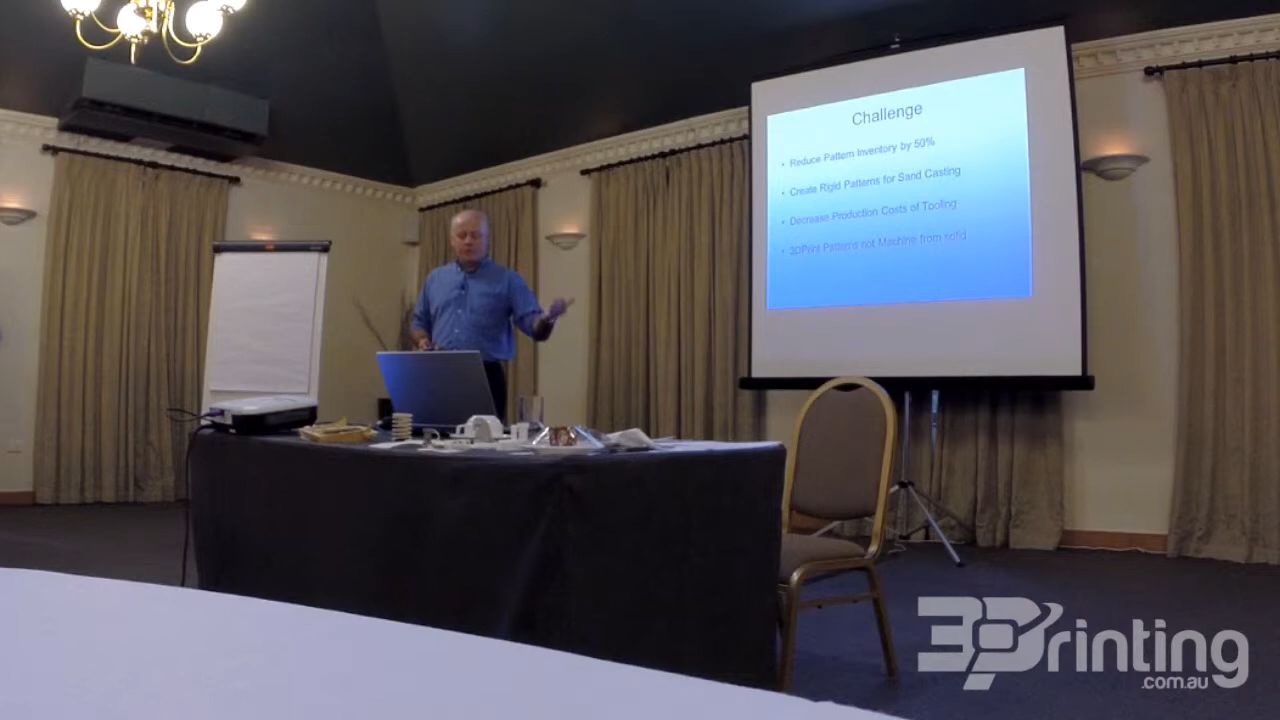 Challenge
• Reduce Pattern Inventory by 50%
• Create Rigid Patterns for Sand Casting
• Decrease Production Costs of Tooling
• 3DPrint Patterns not Machine from solid
3DPrinting
.com.au